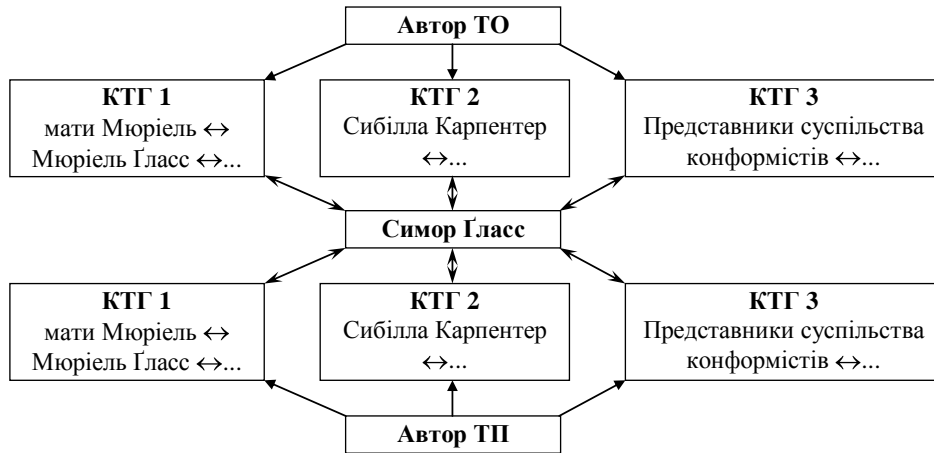 Автор ТО
КТГ 1
мати Мюріель ↔
Мюріель Ґласс ↔...
КТГ 2
Сибілла Карпентер
↔...
КТГ 3
Представники суспільства
конформістів ↔...
Симор Ґласс
КТГ 1
мати Мюріель ↔
Мюріель Ґласс ↔...
КТГ 2
Сибілла Карпентер
↔...
КТГ 3
Представники суспільства
конформістів ↔...
Автор ТП